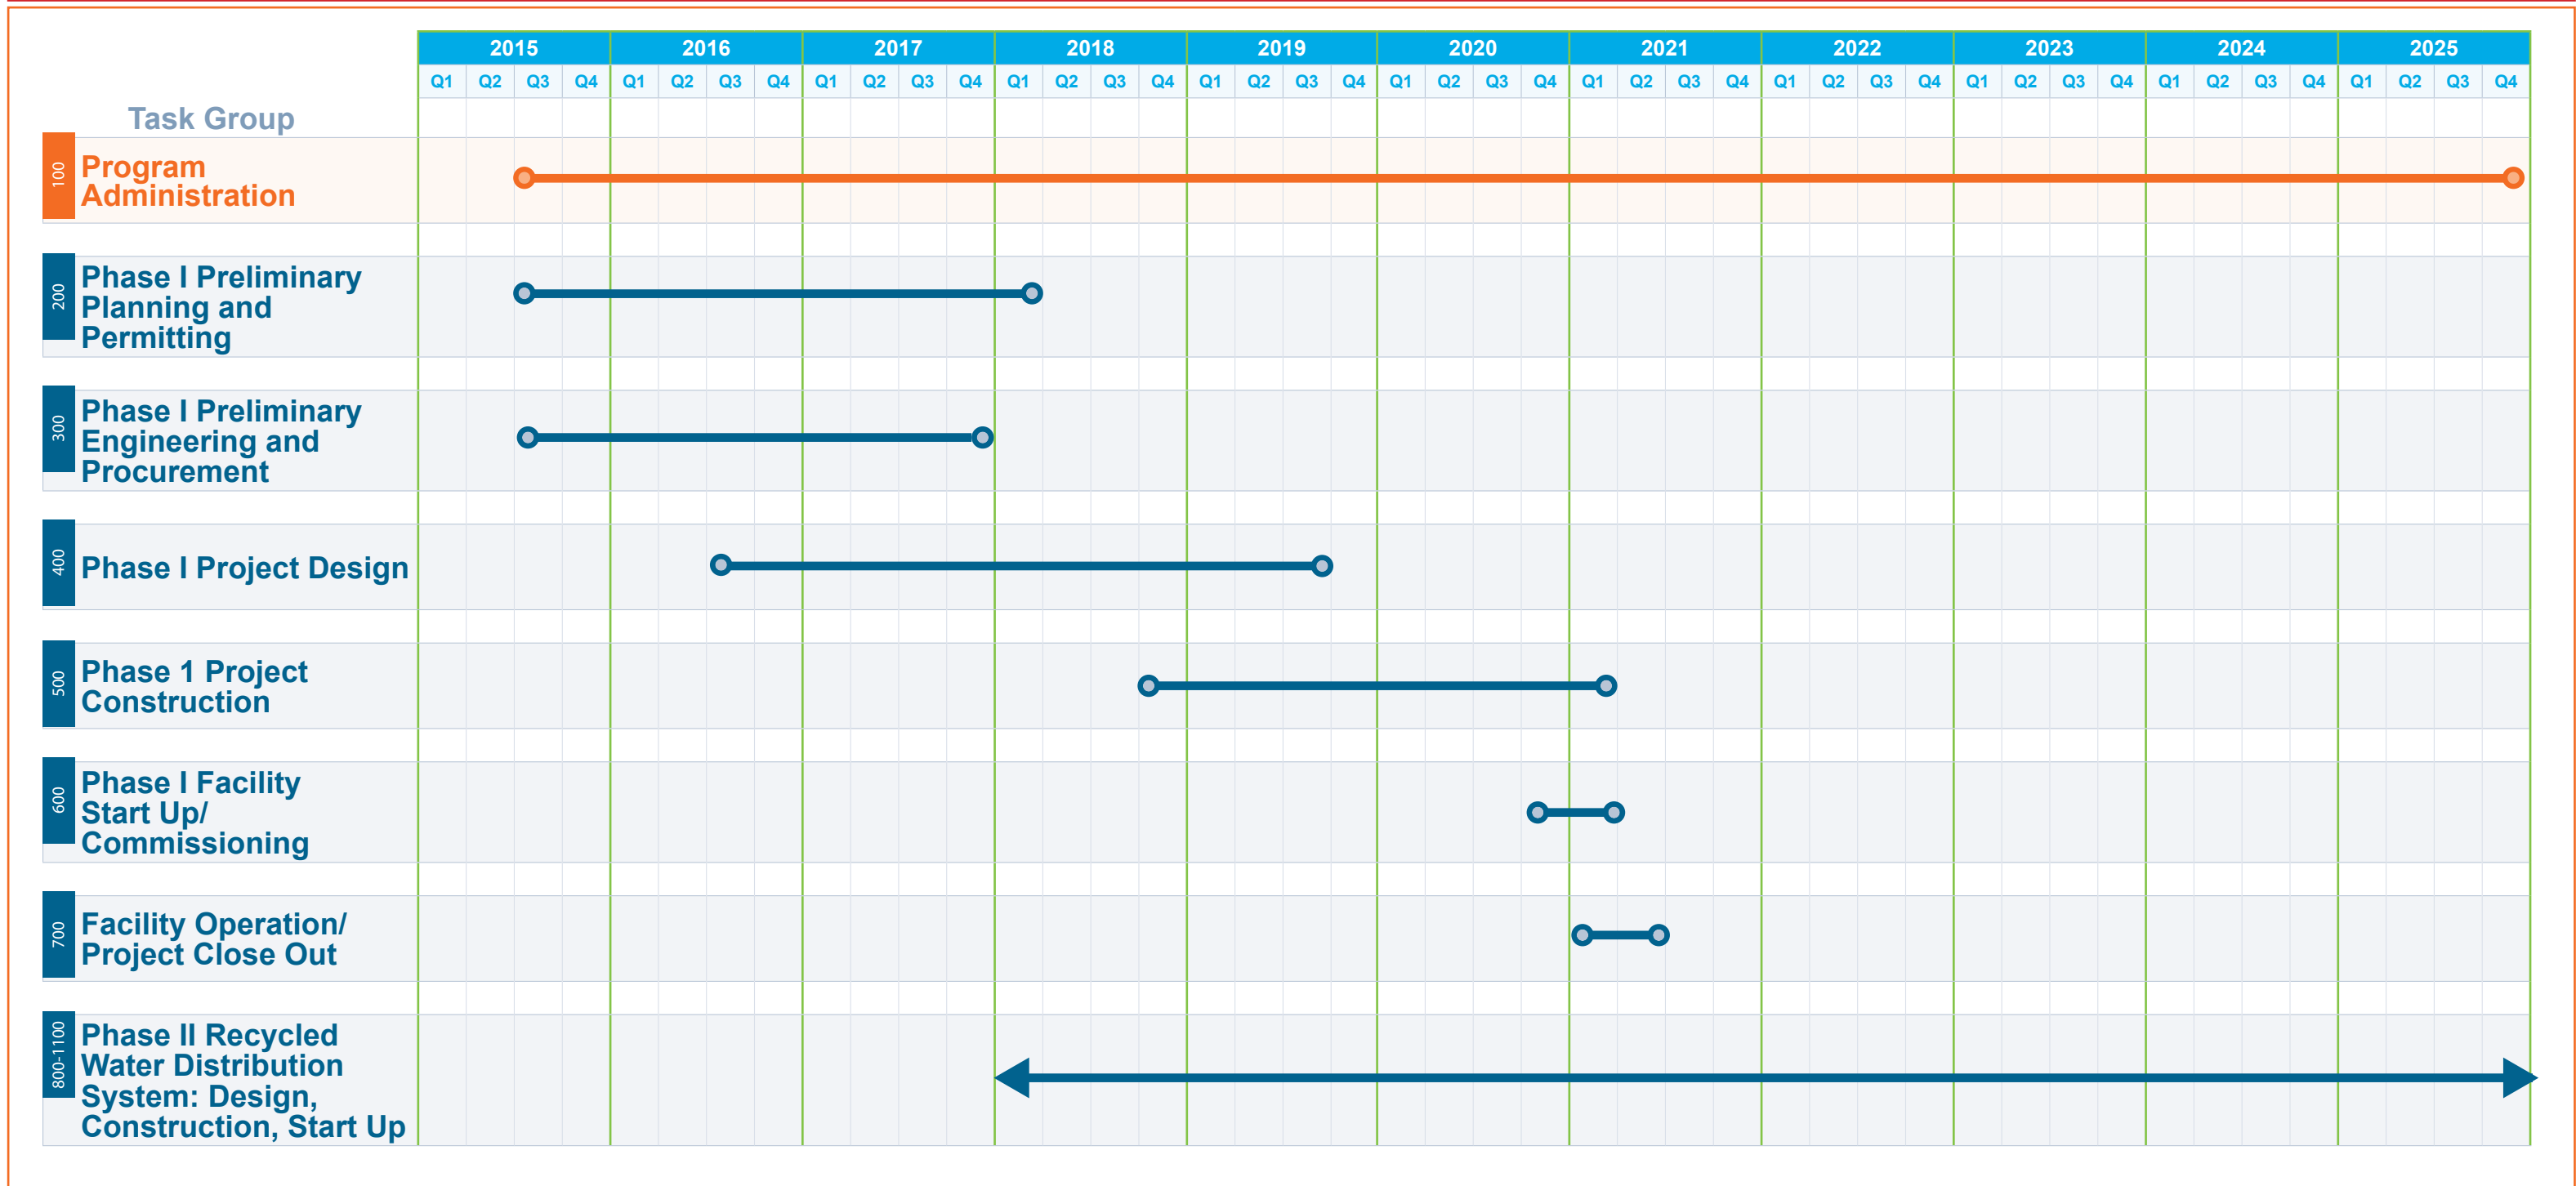 2015 2016 2017 2018 2019 2020 2021 2022 2023 2024 2025
Q1 Q2 Q3 Q4 Q1 Q2 Q3 Q4 Q1 Q2 Q3 Q4 Q1 Q2 Q3 Q4 Q1 Q2 Q3 Q4 Q1 Q2 Q3 Q4 Q1 Q2 Q3 Q4 Q1 Q2 Q3 Q4 Q1 Q2 Q3 Q4 Q1 Q2 Q3 Q4 Q1 Q2 Q3 Q4
Task Group
100
Program
Administration
200
Phase I Preliminary
Planning and
Permitting
300
Phase I Preliminary
Engineering and
Procurement
400
Phase I Project Design
500
Phase 1 Project
Construction
600
Phase I Facility
Start Up/
Commissioning
700
Facility Operation/
Project Close Out
800-1100
Phase II Recycled
Water Distribution
System: Design,
Construction, Start Up